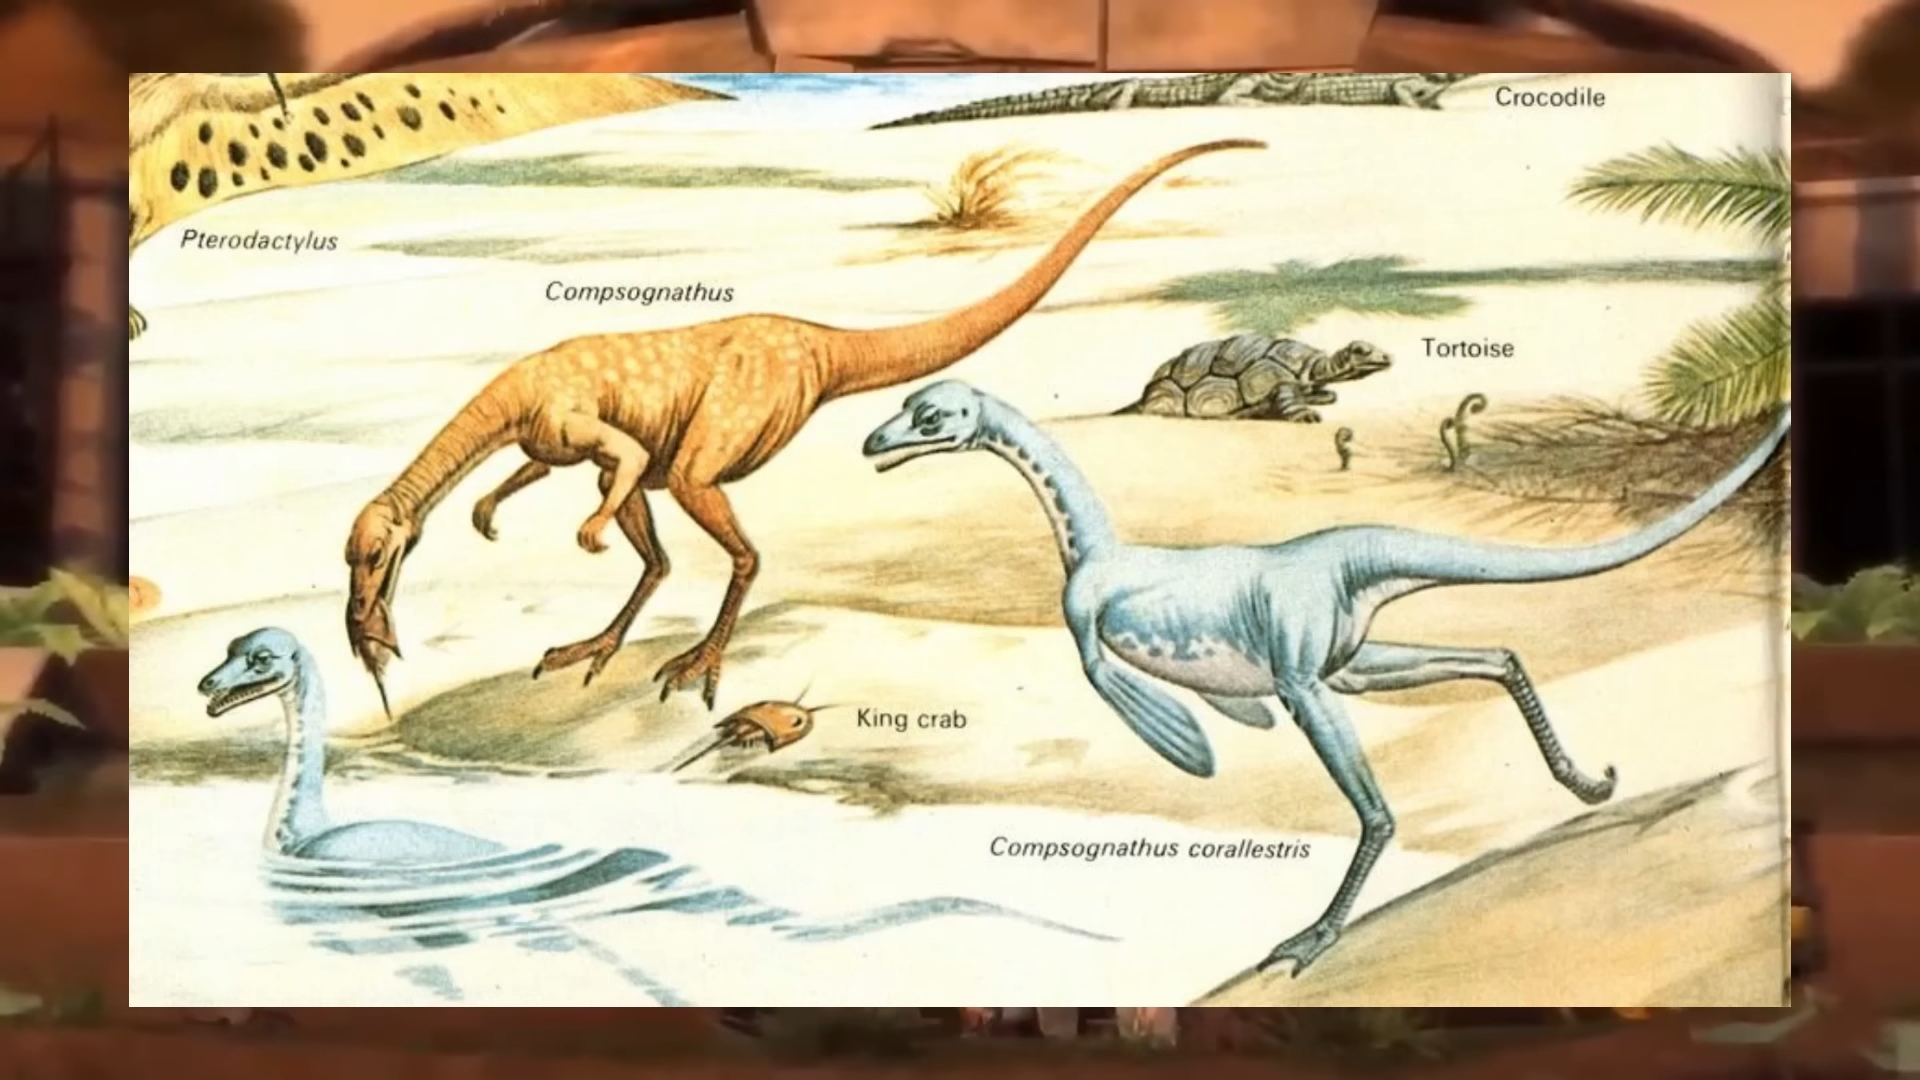 Crocodile
Pterodactylus
Compsognathus
Tortoise
King crab
Compsognathus corallestris